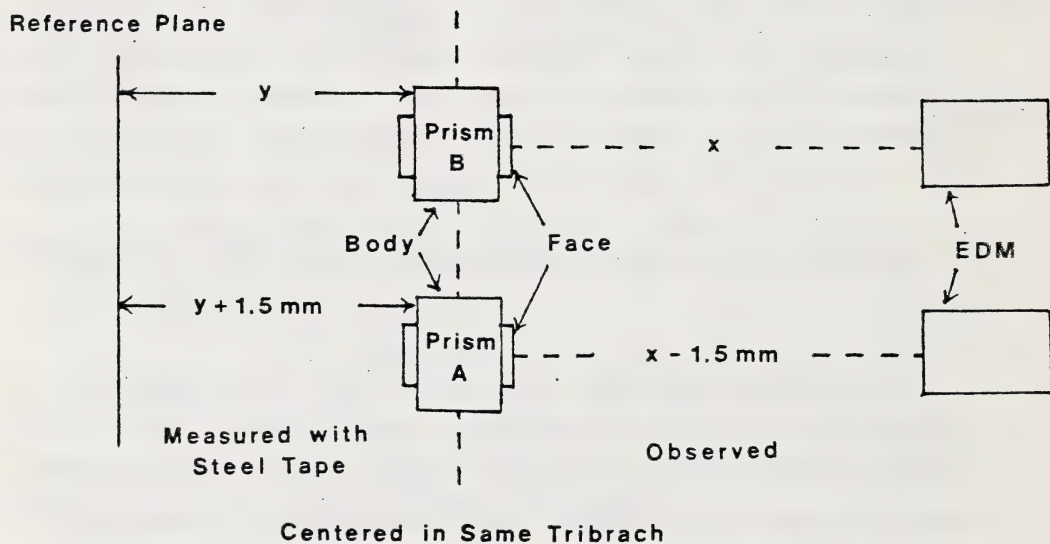 Reference Plane
y
Prism
B
x
Body
Face
EDM
y + 1.5 mm
Prism
A
x - 1.5 mm
Measured with
Steel Tape
Observed
Centered in Same Tribrach